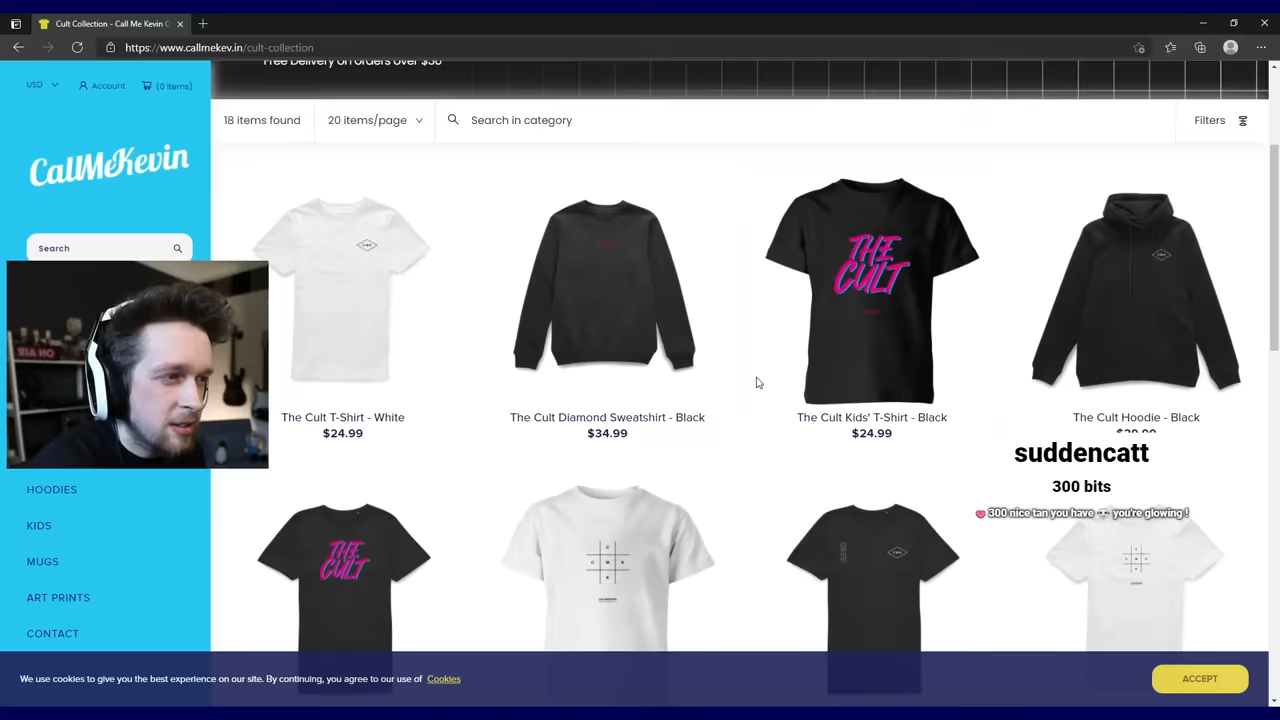 Cult Collection - Call Me Kevin C
https://www.callmekev.in/cult-collection
Free Delivery on orders over $50
USD
Account
(0 Items)
18 items found
20 items/page
Search in category
Filters
CallMeKevin
Search
ON AIR
THE CULT
The Cult T-Shirt - White
$24.99
The Cult Diamond Sweatshirt - Black
$34.99
The Cult Kids' T-Shirt - Black
$24.99
The Cult Hoodie - Black
$39.99
suddencatt
300 bits
300 nice tan you have you're glowing !
HOODIES
KIDS
MUGS
ART PRINTS
CONTACT
THE CULT
C
C M K
K
We use cookies to give you the best experience on our site. By continuing, you agree to our use of Cookies
ACCEPT